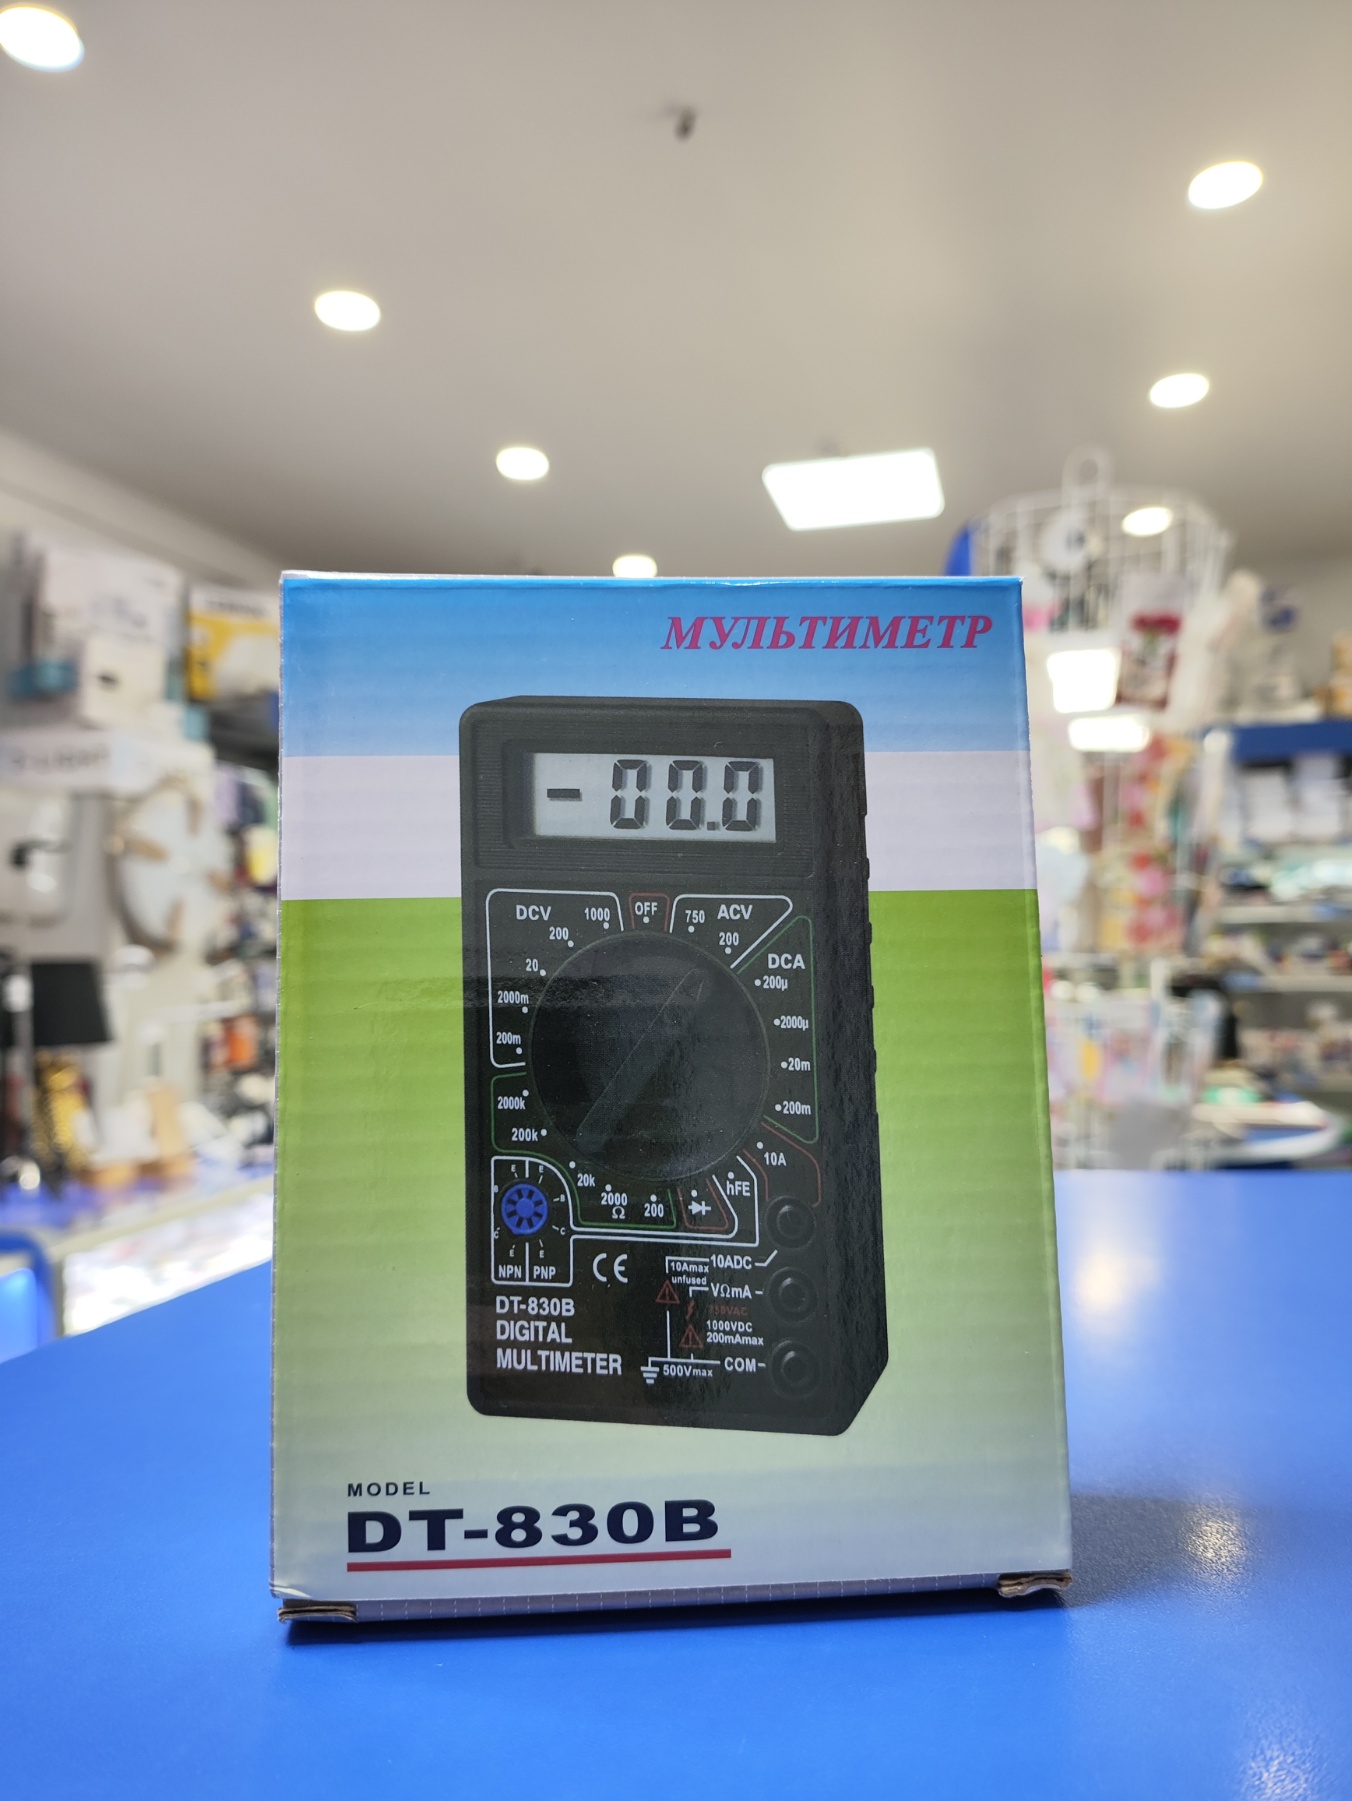 МУЛЬТИМЕТР
- 00.0
DCV 1000 OFF 750 ACV
200 200
20 DCA
200µ
2000m 2000µ
200m 20m
2000k 200m
200k 10A
20k hFE
2000 200
Ω
E E
B B
C C
E E
NPN PNP
CE
10Amax 10ADC
unfused
VΩmA
750VAC
1000VDC
200mAmax
500Vmax COM
DT-830B
DIGITAL
MULTIMETER
MODEL
DT-830B